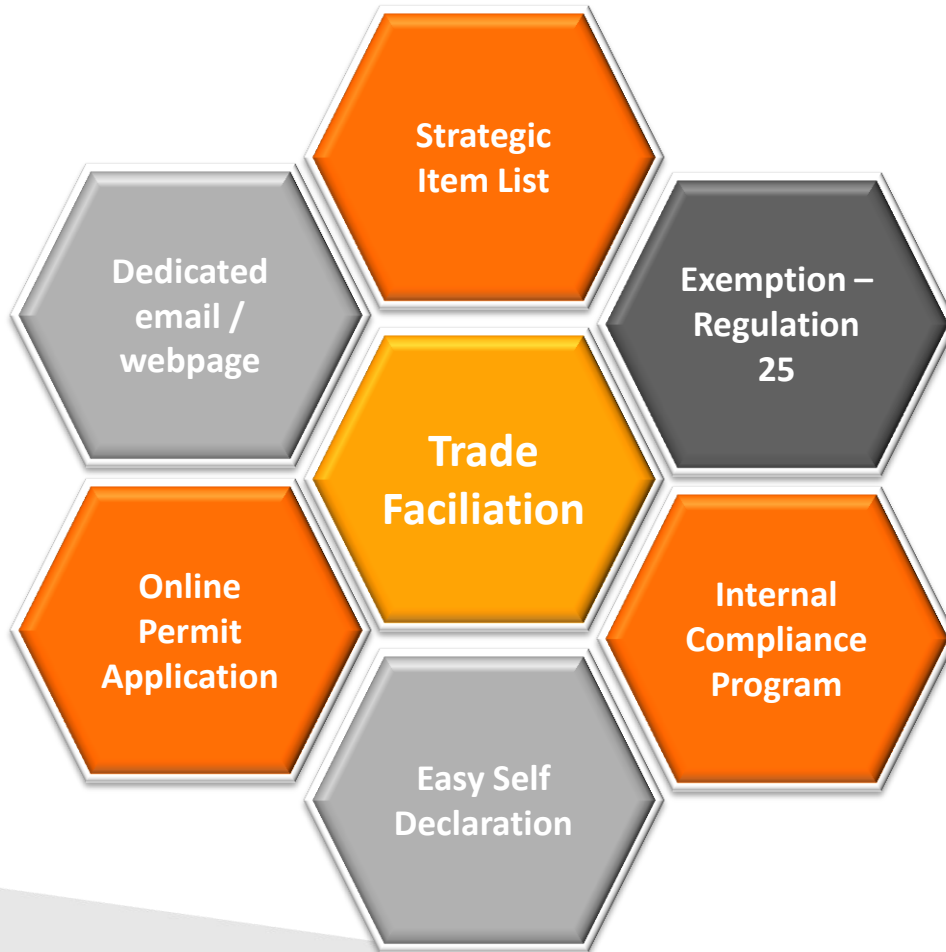 Strategic
Item List
Dedicated
email /
webpage
Exemption –
Regulation
25
Trade
Faciliation
Online
Permit
Application
Internal
Compliance
Program
Easy Self
Declaration